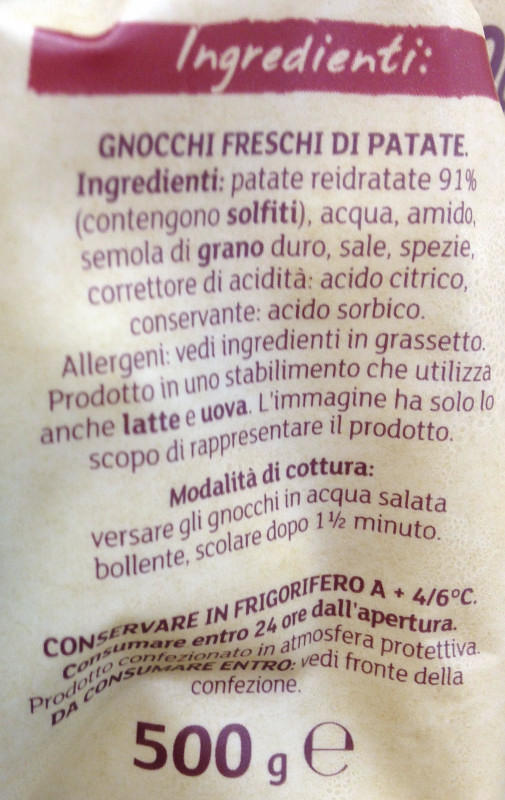 Ingredienti:
GNOCCHI FRESCHI DI PATATE.
Ingredienti: patate reidratate 91%
(contengono solfiti), acqua, amido,
semola di grano duro, sale, spezie,
correttore di acidità: acido citrico,
conservante: acido sorbico.
Allergeni: vedi ingredienti in grassetto.
Prodotto in uno stabilimento che utilizza
anche latte e uova. L'immagine ha solo lo
scopo di rappresentare il prodotto.
Modalità di cottura:
versare gli gnocchi in acqua salata
bollente, scolare dopo 1½ minuto.
CONSERVARE IN FRIGORIFERO A + 4/6°C.
Consumare entro 24 ore dall'apertura.
Prodotto confezionato in atmosfera protettiva.
DA CONSUMARE ENTRO: vedi fronte della
confezione.
500 g ℮